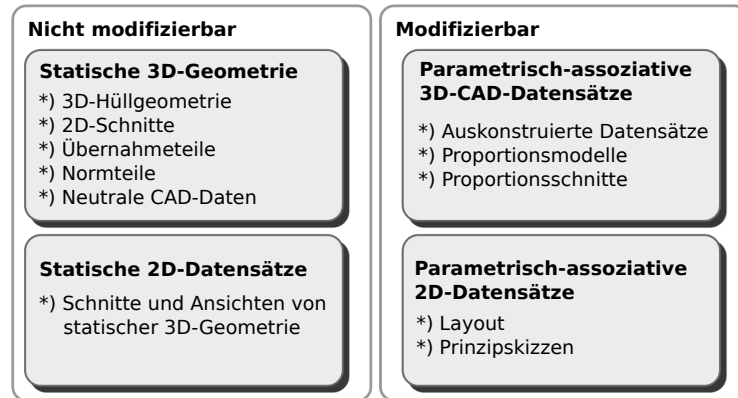 Nicht modifizierbar
Statische 3D-Geometrie
*) 3D-Hüllgeometrie
*) 2D-Schnitte
*) Übernahmeteile
*) Normteile
*) Neutrale CAD-Daten
Statische 2D-Datensätze
*) Schnitte und Ansichten von
statischer 3D-Geometrie
Modifizierbar
Parametrisch-assoziative
3D-CAD-Datensätze
*) Auskonstruierte Datensätze
*) Proportionsmodelle
*) Proportionsschnitte
Parametrisch-assoziative
2D-Datensätze
*) Layout
*) Prinzipskizzen